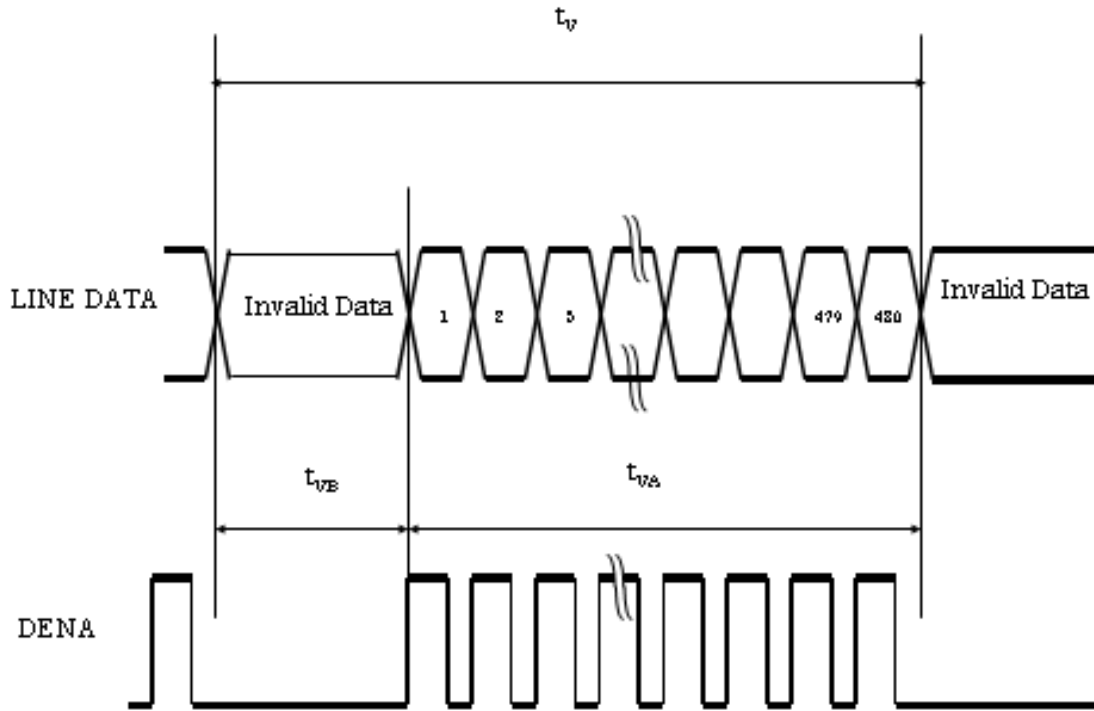 tV
LINE DATA
Invalid Data
1
2
3
479
480
Invalid Data
tVB
tVA
DENA